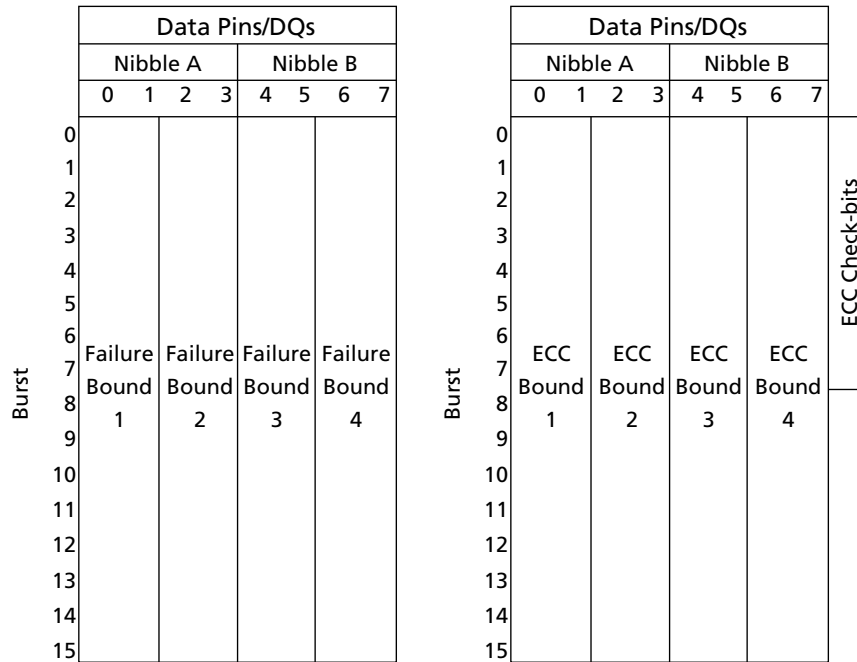 Data Pins/DQs
Nibble A Nibble B
0 1 2 3 4 5 6 7
0
1
2
3
4
5
6
7
8
9
10
11
12
13
14
15
Burst
Failure Failure Failure Failure
Bound Bound Bound Bound
1 2 3 4
Data Pins/DQs
Nibble A Nibble B
0 1 2 3 4 5 6 7
0
1
2
3
4
5
6
7
8
9
10
11
12
13
14
15
Burst
ECC ECC ECC ECC
Bound Bound Bound Bound
1 2 3 4
ECC Check-bits